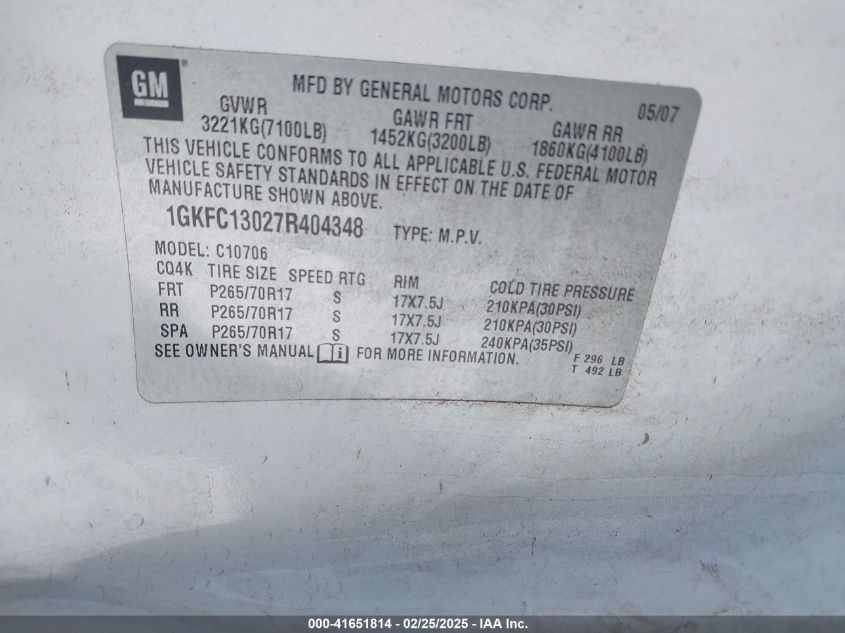 GM ®
MFD BY GENERAL MOTORS CORP. 05/07
GVWR GAWR FRT GAWR RR
3221KG(7100LB) 1452KG(3200LB) 1860KG(4100LB)
THIS VEHICLE CONFORMS TO ALL APPLICABLE U.S. FEDERAL MOTOR
VEHICLE SAFETY STANDARDS IN EFFECT ON THE DATE OF
MANUFACTURE SHOWN ABOVE.
1GKFC13027R404348 TYPE: M.P.V.
MODEL: C10706
CQ4K TIRE SIZE SPEED RTG RIM COLD TIRE PRESSURE
FRT P265/70R17 S 17X7.5J 210KPA(30PSI)
RR P265/70R17 S 17X7.5J 210KPA(30PSI)
SPA P265/70R17 S 17X7.5J 240KPA(35PSI)
SEE OWNER'S MANUAL i FOR MORE INFORMATION. F 296 LB
T 492 LB
000-41651814 - 02/25/2025 - IAA Inc.